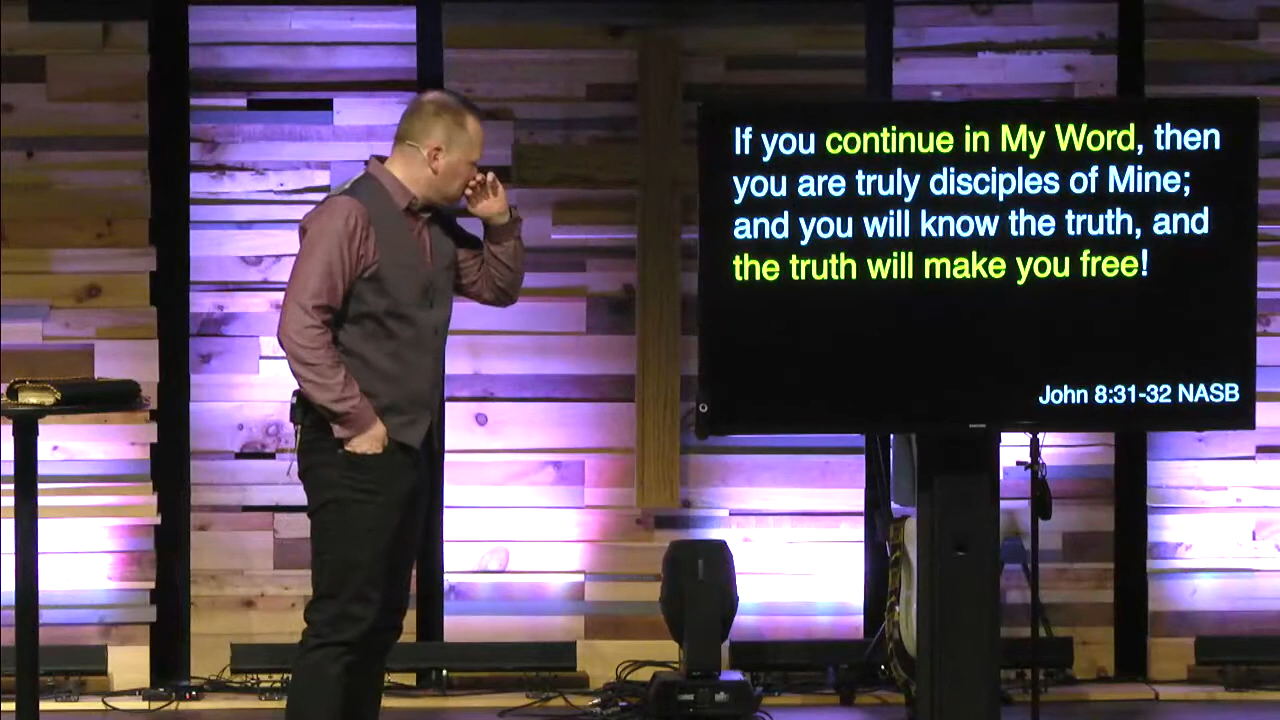 If you continue in My Word, then
you are truly disciples of Mine;
and you will know the truth, and
the truth will make you free!
John 8:31-32 NASB